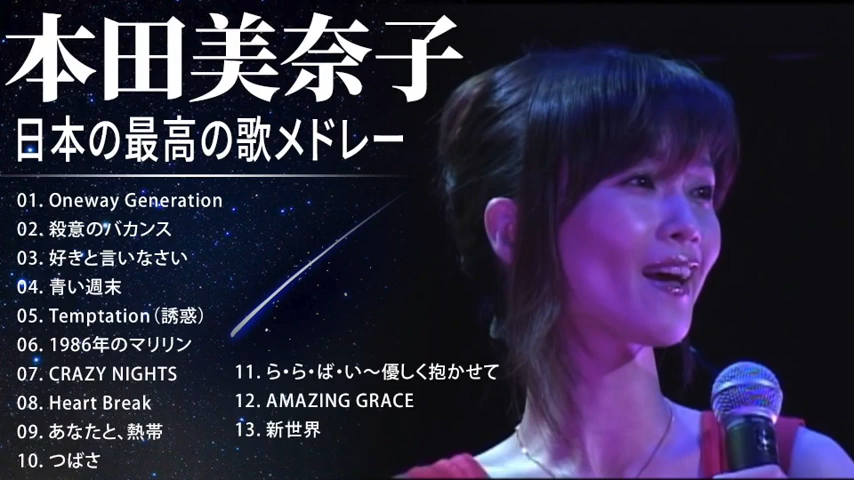 本田美奈子
日本の最高の歌メドレー
01. Oneway Generation
02. 殺意のバカンス
03. 好きと言いなさい
04. 青い週末
05. Temptation（誘惑）
06. 1986年のマリリン
07. CRAZY NIGHTS
08. Heart Break
09. あなたと、熱帯
10. つばさ
11. ら・ら・ば・い～優しく抱かせて
12. AMAZING GRACE
13. 新世界